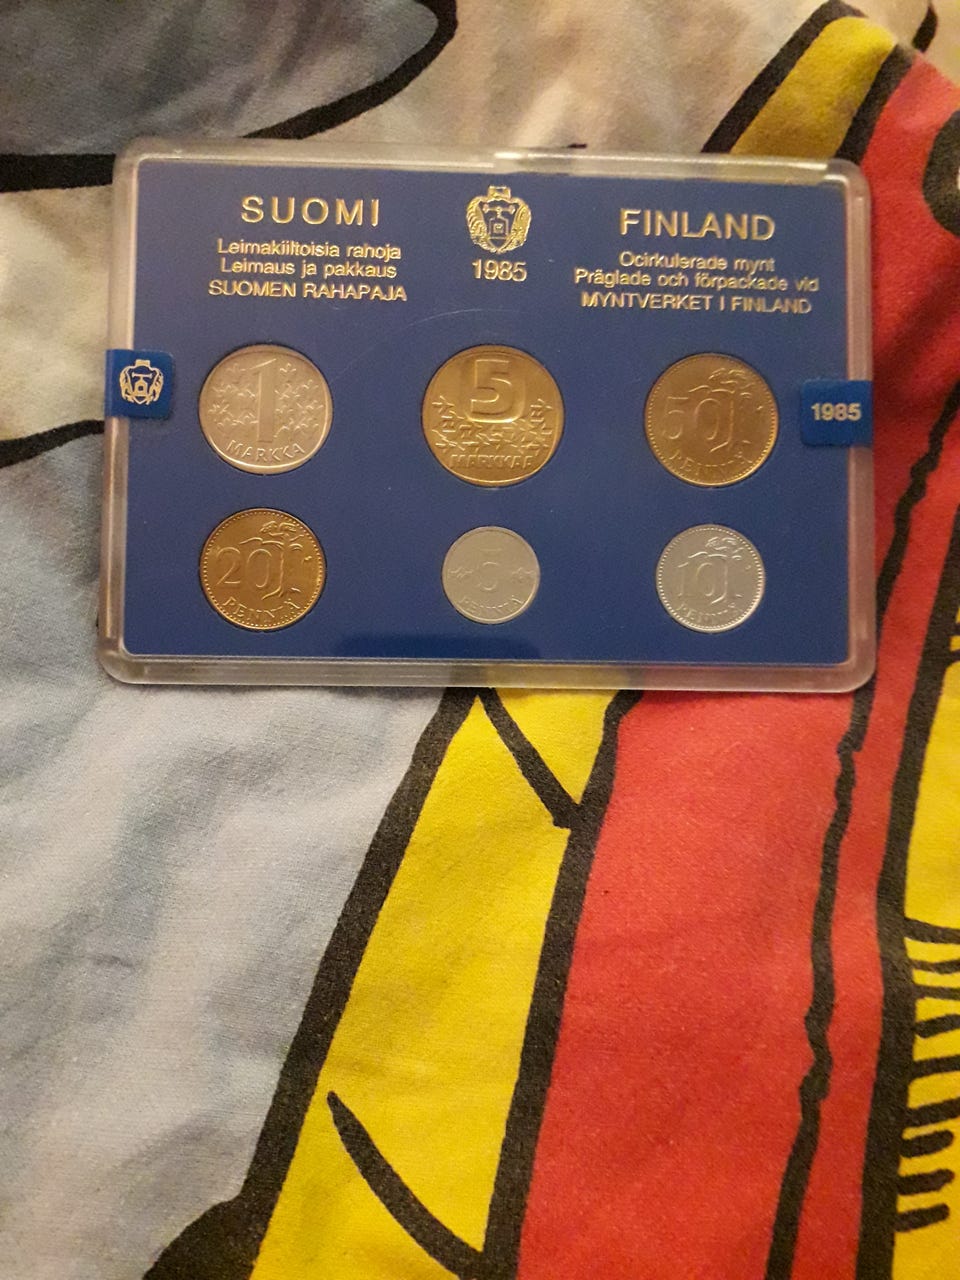 SUOMI
Leimakiiltoisia rahoja
Leimaus ja pakkaus
SUOMEN RAHAPAJA
1985
FINLAND
Ocirkulerade mynt
Präglade och förpackade vid
MYNTVERKET I FINLAND
1985
1
MARKKA
5
MARKKAA
50
PENNIÄ
20
PENNIÄ
5
PENNIÄ
10
PENNIÄ